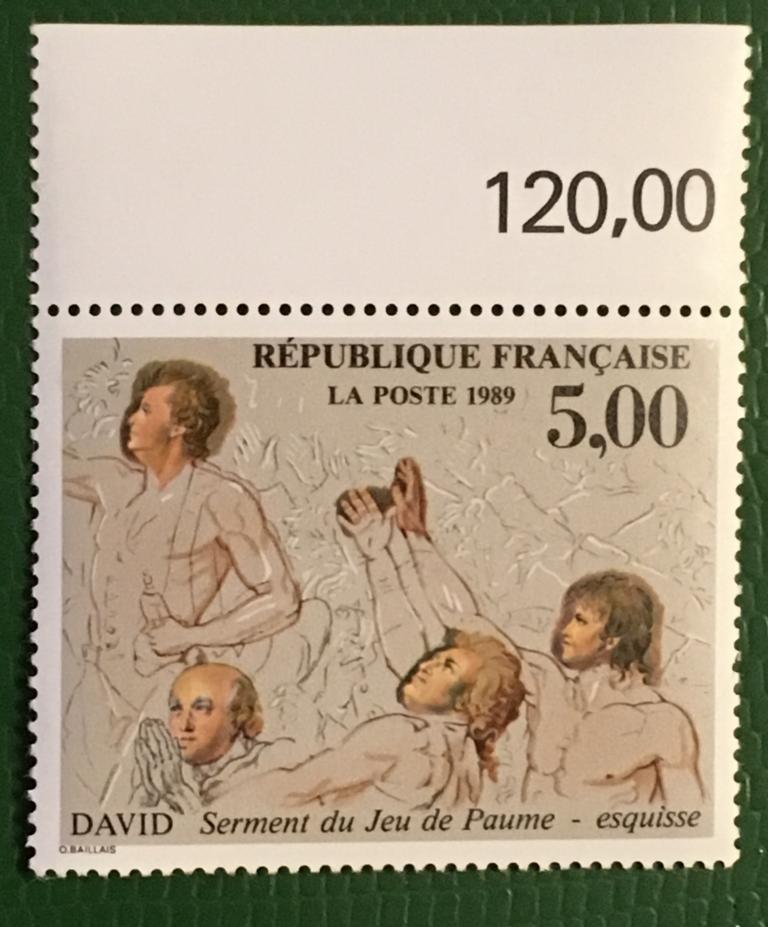 120,00
RÉPUBLIQUE FRANÇAISE
LA POSTE 1989 5,00
DAVID Serment du Jeu de Paume - esquisse
O.BAILLAIS